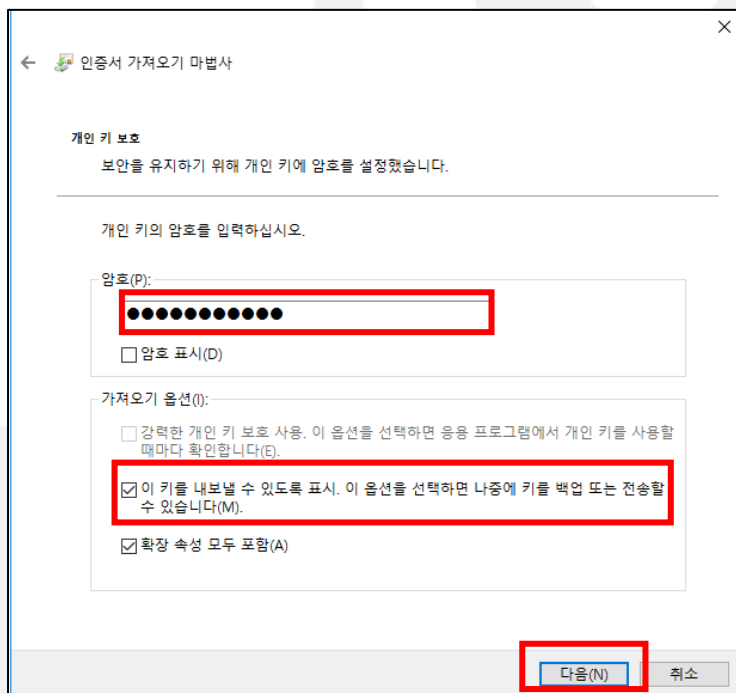 인증서 가져오기 마법사
개인 키 보호
보안을 유지하기 위해 개인 키에 암호를 설정했습니다.
개인 키의 암호를 입력하십시오.
암호(P):
●●●●●●●●●●●
암호 표시(D)
가져오기 옵션(I):
강력한 개인 키 보호 사용. 이 옵션을 선택하면 응용 프로그램에서 개인 키를 사용할
때마다 확인합니다(E).
이 키를 내보낼 수 있도록 표시. 이 옵션을 선택하면 나중에 키를 백업 또는 전송할
수 있습니다(M).
확장 속성 모두 포함(A)
다음(N)
취소